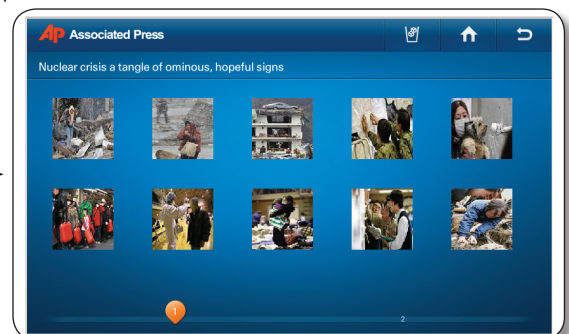 AP Associated Press
Nuclear crisis a tangle of ominous, hopeful signs
1
2